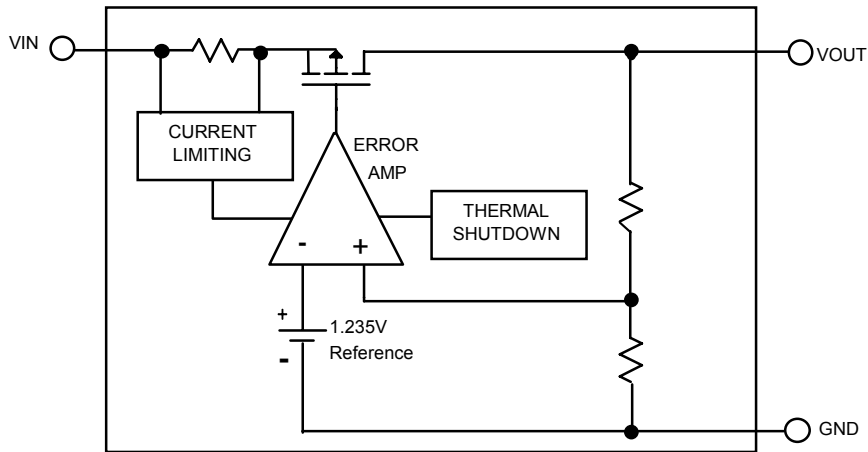 VIN
VOUT
CURRENT
LIMITING
ERROR
AMP
THERMAL
SHUTDOWN
- +
+
1.235V
Reference
-
GND